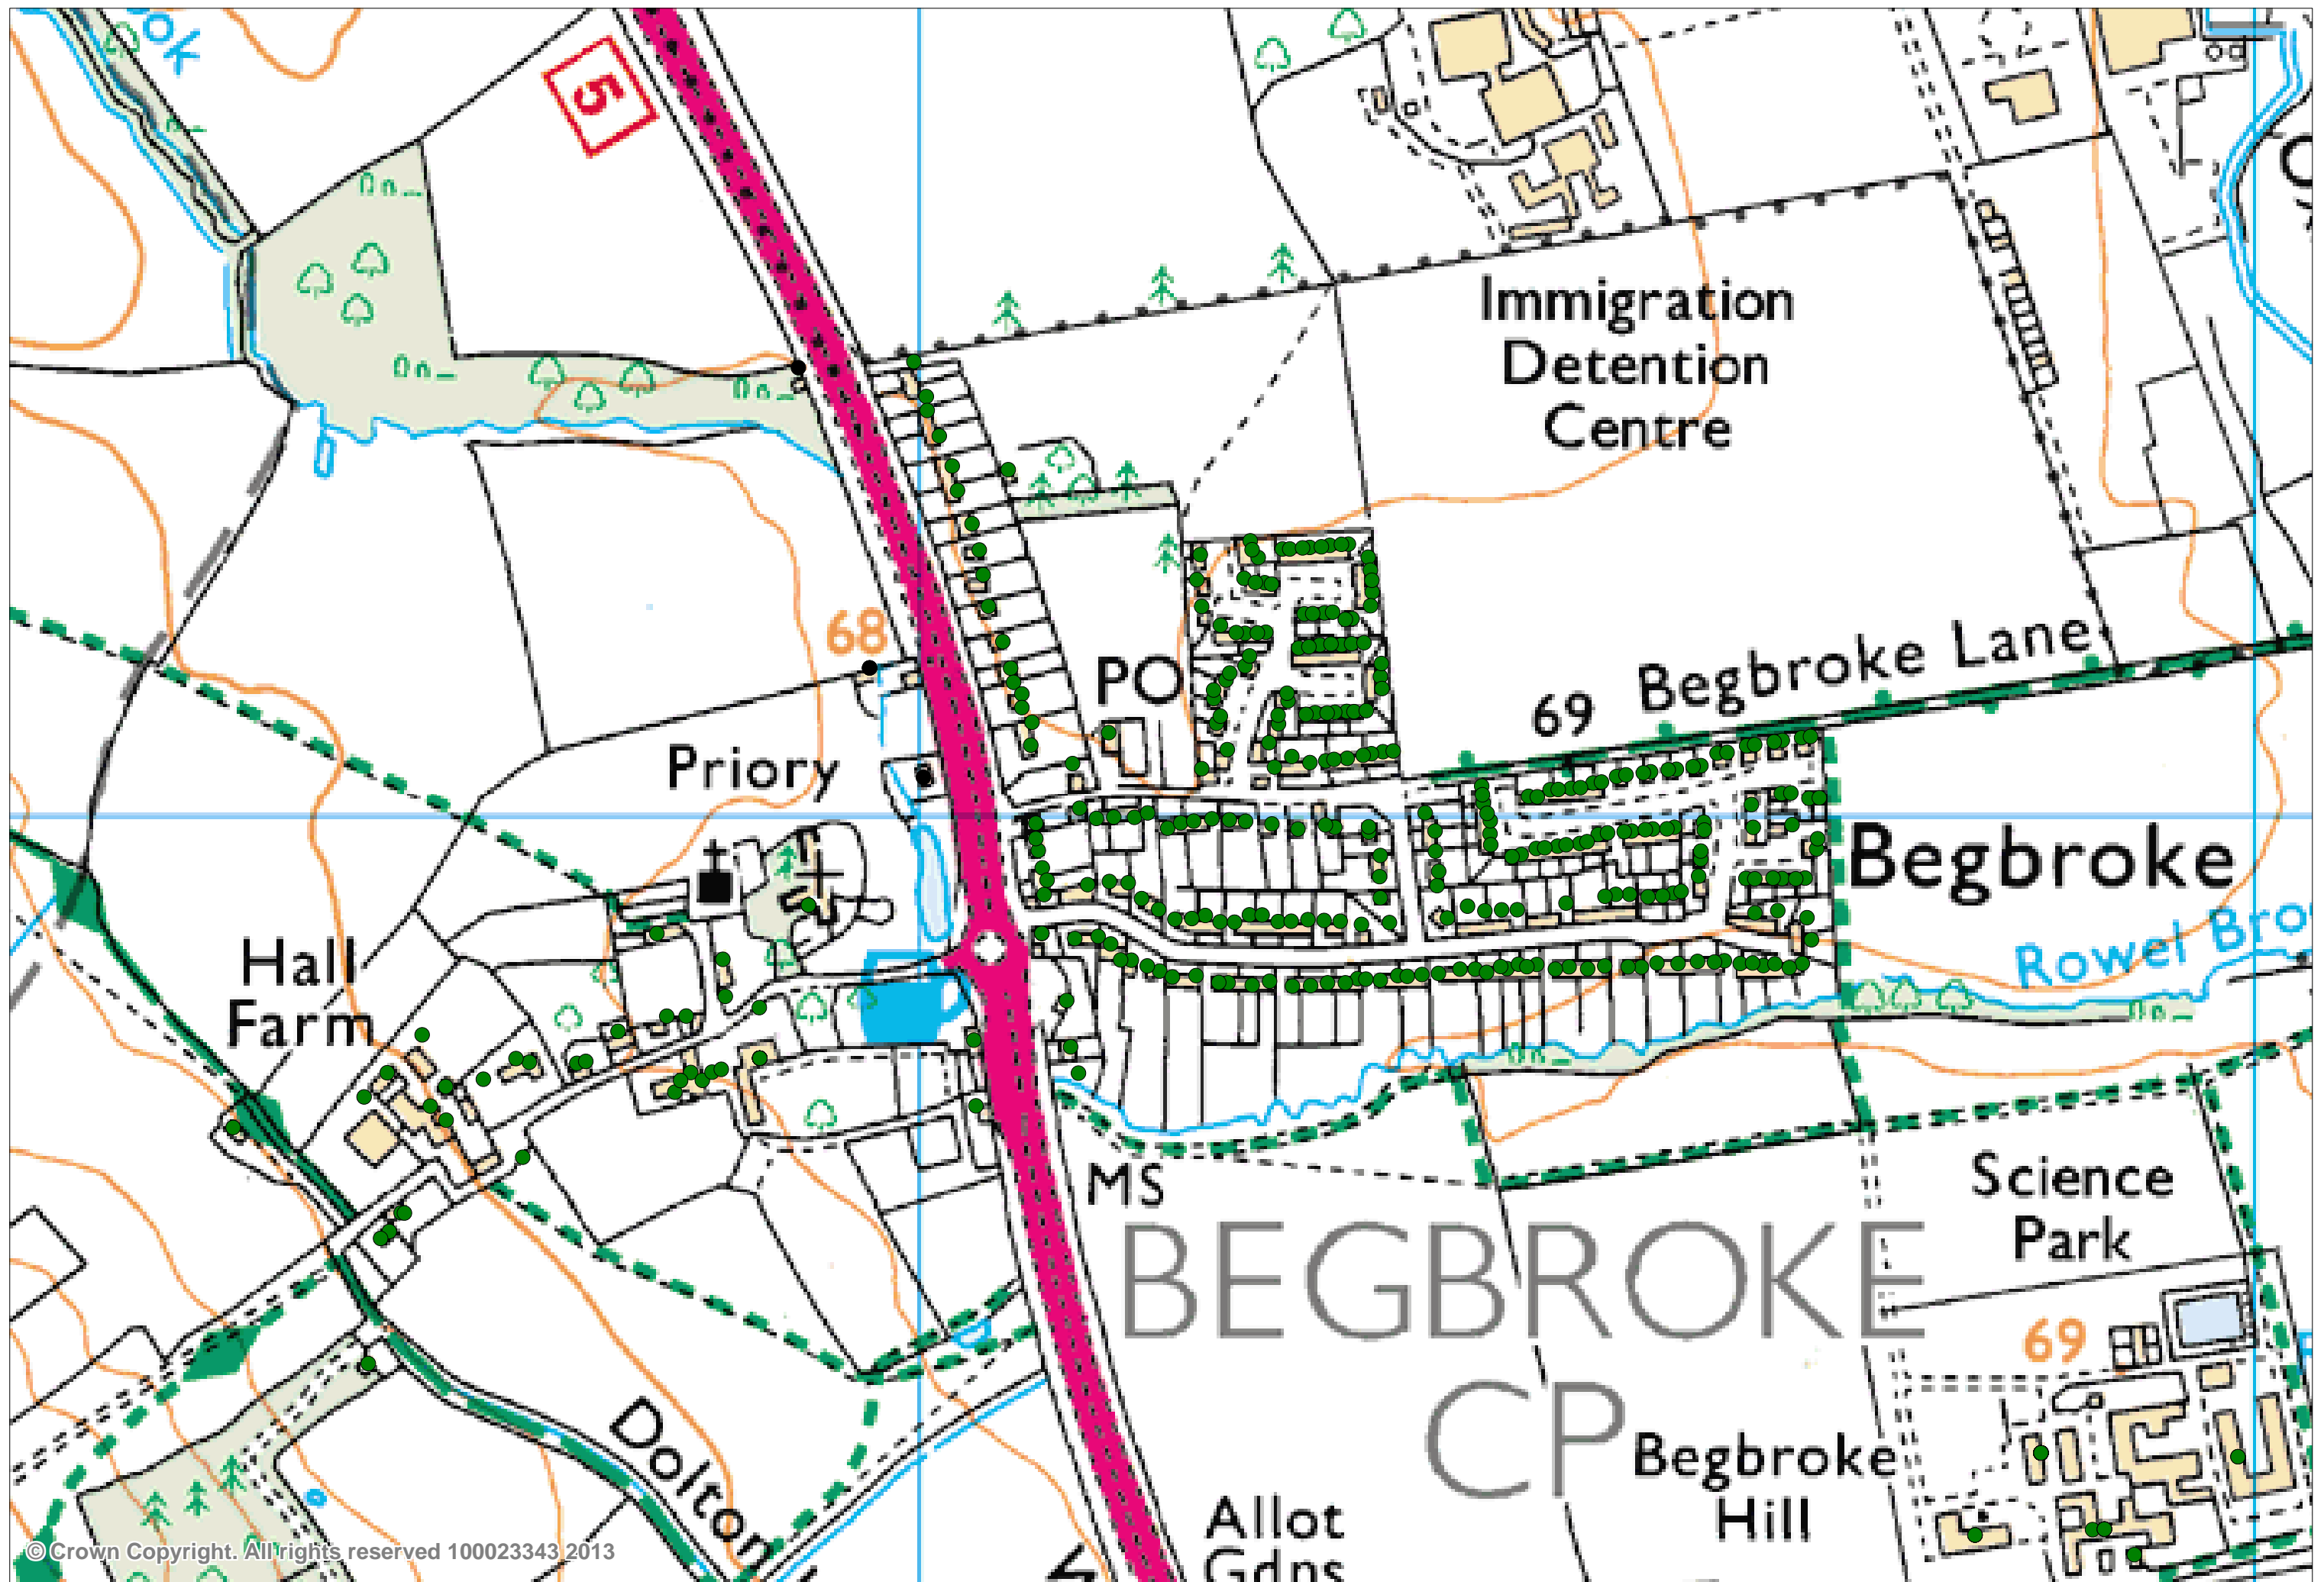 ok
5
Immigration
Detention
Centre
68
PO
Begbroke Lane
69
Priory
Begbroke
Rowel Bro
Hall
Farm
MS
Science
Park
BEGBROKE
CP
69
Begbroke
Hill
Dolton
Allot
Gdns
© Crown Copyright. All rights reserved 100023343 2013